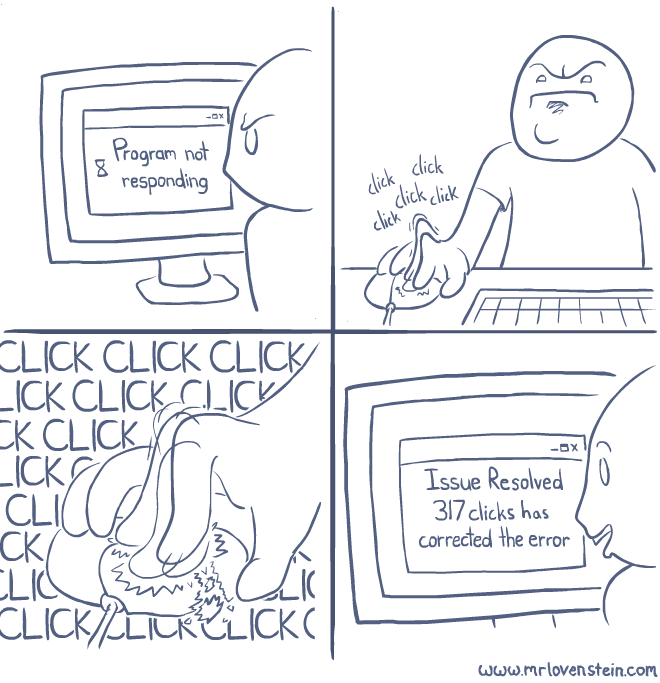 Program not
responding
click click
click click
click
CLICK CLICK CLICK
LICK CLICK CLICK
CK CLICK
LICK
CLI
CK
CLIC LIC
CLICK CLICK CLICK C
Issue Resolved
317 clicks has
corrected the error
www.mrlovenstein.com